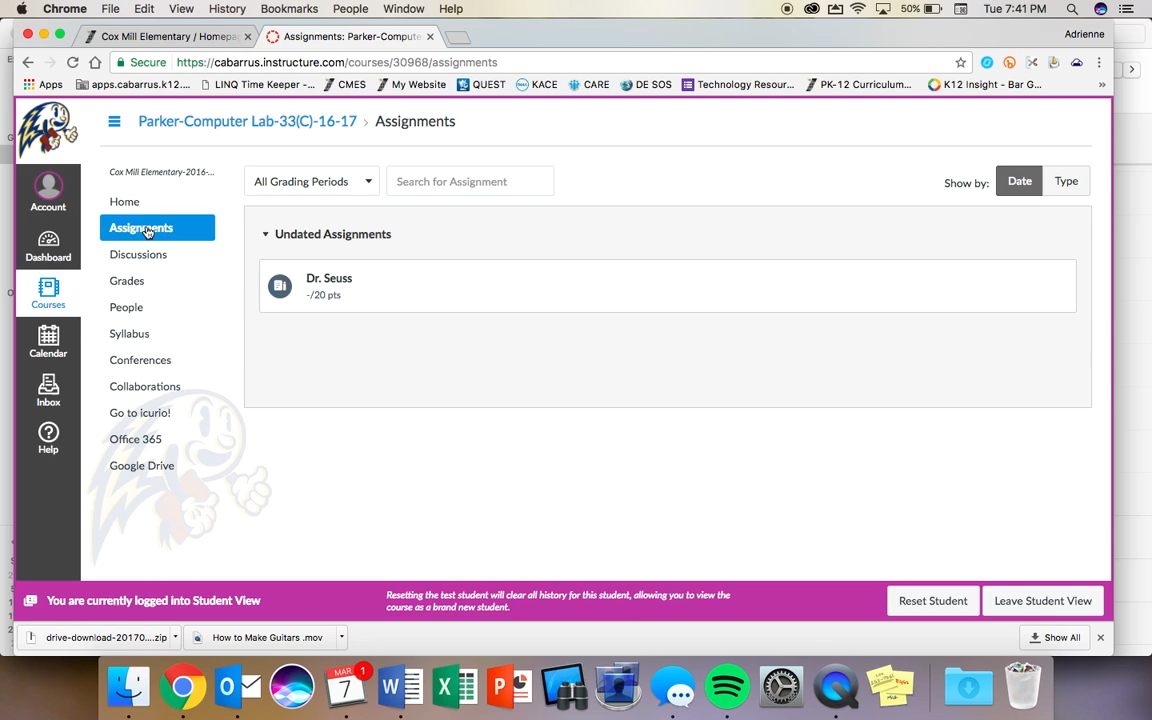 Chrome File Edit View History Bookmarks People Window Help 50% Tue 7:41 PM
Cox Mill Elementary / Homepa Assignments: Parker-Compute Adrienne
Secure https://cabarrus.instructure.com/courses/30968/assignments
Apps apps.cabarrus.k12.... LINQ Time Keeper -... CMES My Website QUEST KACE CARE DE SOS Technology Resour... PK-12 Curriculum... K12 Insight - Bar G... »
Parker-Computer Lab-33(C)-16-17 > Assignments
Cox Mill Elementary-2016-...
Home
Assignments
Discussions
Grades
People
Syllabus
Conferences
Collaborations
Go to icurio!
Office 365
Google Drive
Account
Dashboard
Courses
Calendar
Inbox
Help
All Grading Periods Search for Assignment Show by: Date Type
Undated Assignments
Dr. Seuss
-/20 pts
You are currently logged into Student View
Resetting the test student will clear all history for this student, allowing you to view the
course as a brand new student.
Reset Student Leave Student View
drive-download-20170....zip How to Make Guitars .mov Show All
MAR 1
7